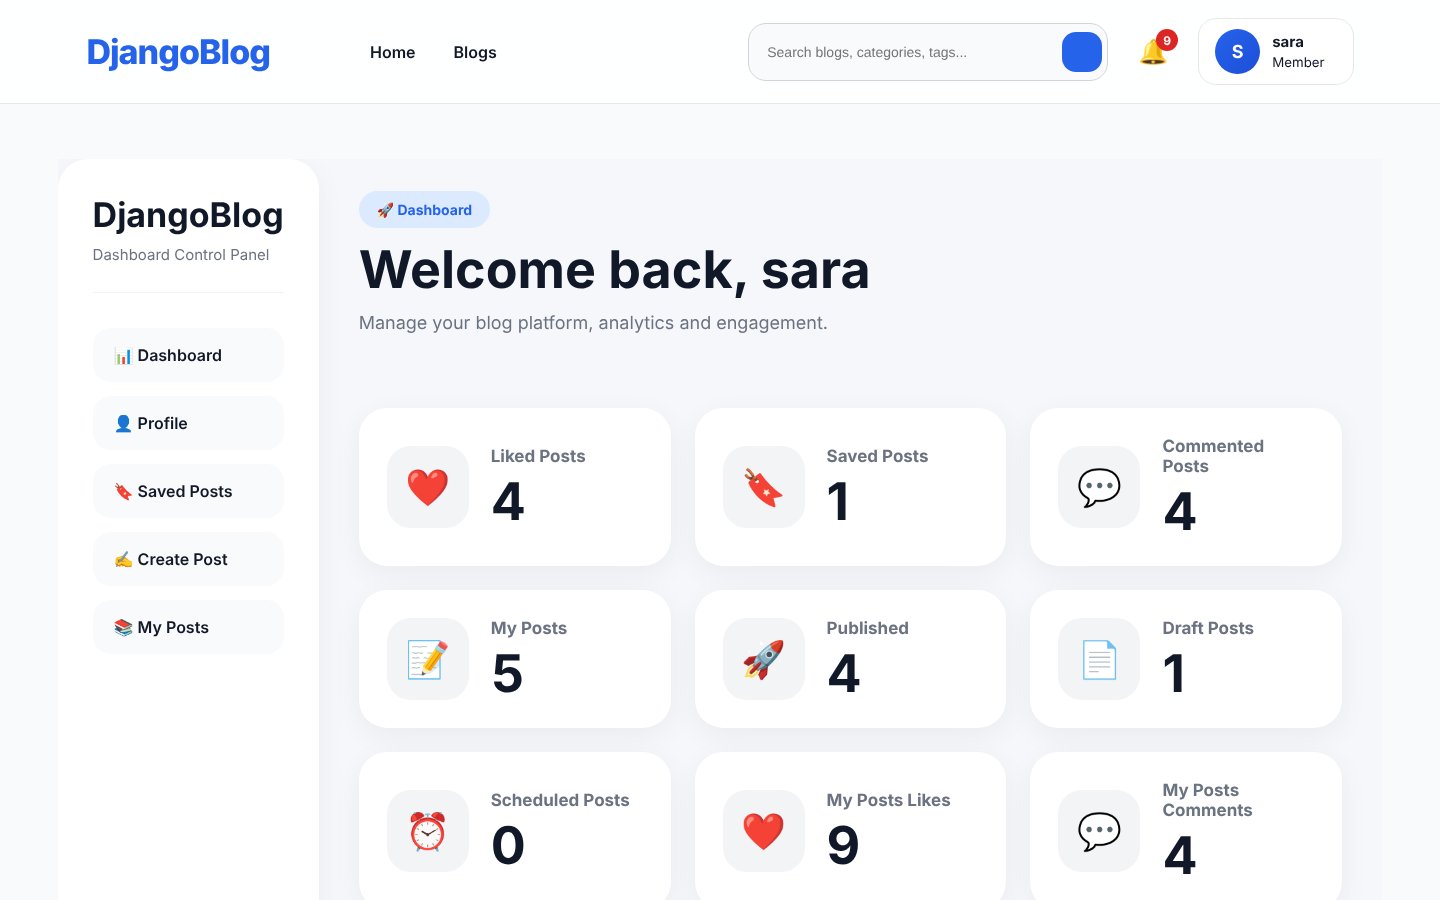 DjangoBlog
Home
Blogs
Search blogs, categories, tags...
9
S
sara
Member
DjangoBlog
Dashboard Control Panel
Dashboard
Profile
Saved Posts
Create Post
My Posts
Dashboard
Welcome back, sara
Manage your blog platform, analytics and engagement.
Liked Posts
4
Saved Posts
1
Commented
Posts
4
My Posts
5
Published
4
Draft Posts
1
Scheduled Posts
0
My Posts Likes
9
My Posts
Comments
4